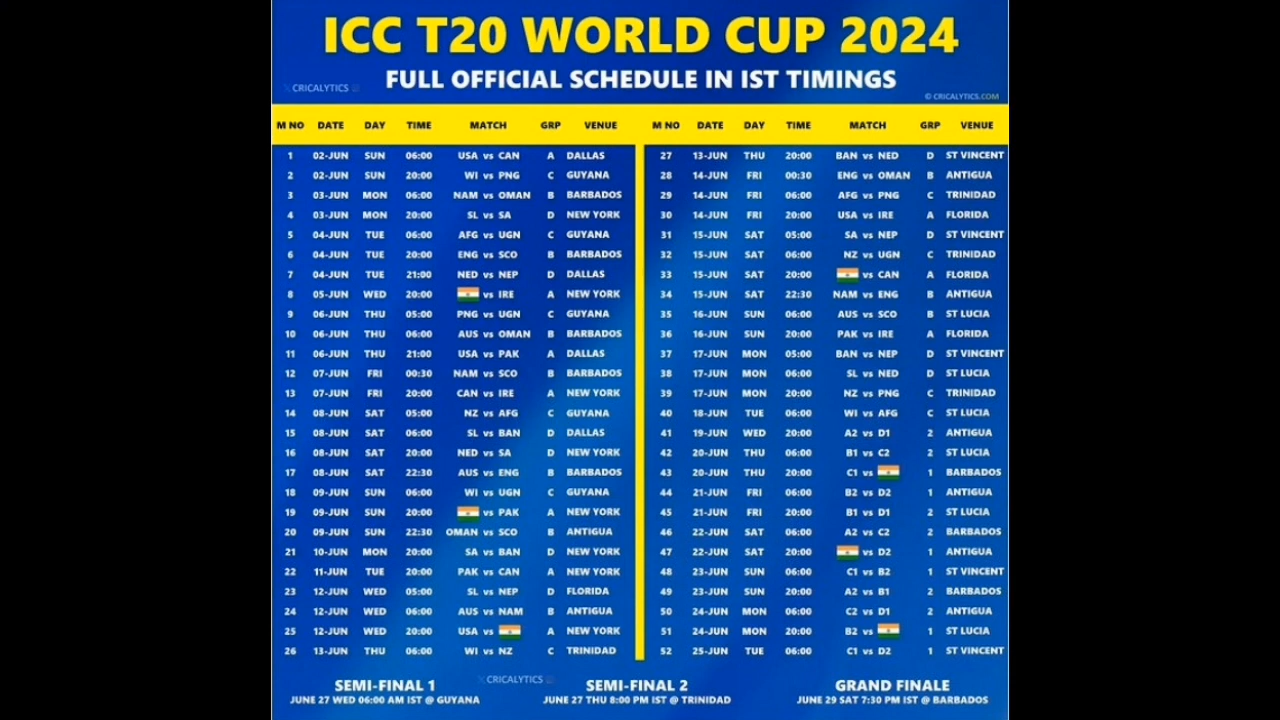 ICC T20 WORLD CUP 2024
FULL OFFICIAL SCHEDULE IN IST TIMINGS
CRICALYTICS
© CRICALYTICS.COM
M NO DATE DAY TIME MATCH GRP VENUE
1 02-JUN SUN 06:00 USA vs CAN A DALLAS
2 02-JUN SUN 20:00 WI vs PNG C GUYANA
3 03-JUN MON 06:00 NAM vs OMAN B BARBADOS
4 03-JUN MON 20:00 SL vs SA D NEW YORK
5 04-JUN TUE 06:00 AFG vs UGN C GUYANA
6 04-JUN TUE 20:00 ENG vs SCO B BARBADOS
7 04-JUN TUE 21:00 NED vs NEP D DALLAS
8 05-JUN WED 20:00 vs IRE A NEW YORK
9 06-JUN THU 05:00 PNG vs UGN C GUYANA
10 06-JUN THU 06:00 AUS vs OMAN B BARBADOS
11 06-JUN THU 21:00 USA vs PAK A DALLAS
12 07-JUN FRI 00:30 NAM vs SCO B BARBADOS
13 07-JUN FRI 20:00 CAN vs IRE A NEW YORK
14 08-JUN SAT 05:00 NZ vs AFG C GUYANA
15 08-JUN SAT 06:00 SL vs BAN D DALLAS
16 08-JUN SAT 20:00 NED vs SA D NEW YORK
17 08-JUN SAT 22:30 AUS vs ENG B BARBADOS
18 09-JUN SUN 06:00 WI vs UGN C GUYANA
19 09-JUN SUN 20:00 vs PAK A NEW YORK
20 09-JUN SUN 22:30 OMAN vs SCO B ANTIGUA
21 10-JUN MON 20:00 SA vs BAN D NEW YORK
22 11-JUN TUE 20:00 PAK vs CAN A NEW YORK
23 12-JUN WED 05:00 SL vs NEP D FLORIDA
24 12-JUN WED 06:00 AUS vs NAM B ANTIGUA
25 12-JUN WED 20:00 USA vs A NEW YORK
26 13-JUN THU 06:00 WI vs NZ C TRINIDAD
M NO DATE DAY TIME MATCH GRP VENUE
27 13-JUN THU 20:00 BAN vs NED D ST VINCENT
28 14-JUN FRI 00:30 ENG vs OMAN B ANTIGUA
29 14-JUN FRI 06:00 AFG vs PNG C TRINIDAD
30 14-JUN FRI 20:00 USA vs IRE A FLORIDA
31 15-JUN SAT 05:00 SA vs NEP D ST VINCENT
32 15-JUN SAT 06:00 NZ vs UGN C TRINIDAD
33 15-JUN SAT 20:00 vs CAN A FLORIDA
34 15-JUN SAT 22:30 NAM vs ENG B ANTIGUA
35 16-JUN SUN 06:00 AUS vs SCO B ST LUCIA
36 16-JUN SUN 20:00 PAK vs IRE A FLORIDA
37 17-JUN MON 05:00 BAN vs NEP D ST VINCENT
38 17-JUN MON 06:00 SL vs NED D ST LUCIA
39 17-JUN MON 20:00 NZ vs PNG C TRINIDAD
40 18-JUN TUE 06:00 WI vs AFG C ST LUCIA
41 19-JUN WED 20:00 A2 vs D1 2 ANTIGUA
42 20-JUN THU 06:00 B1 vs C2 2 ST LUCIA
43 20-JUN THU 20:00 C1 vs 1 BARBADOS
44 21-JUN FRI 06:00 B2 vs D2 1 ANTIGUA
45 21-JUN FRI 20:00 B1 vs D1 2 ST LUCIA
46 22-JUN SAT 06:00 A2 vs C2 2 BARBADOS
47 22-JUN SAT 20:00 vs D2 1 ANTIGUA
48 23-JUN SUN 06:00 C1 vs B2 1 ST VINCENT
49 23-JUN SUN 20:00 A2 vs B1 2 BARBADOS
50 24-JUN MON 06:00 C2 vs D1 2 ANTIGUA
51 24-JUN MON 20:00 B2 vs 1 ST LUCIA
52 25-JUN TUE 06:00 C1 vs D2 1 ST VINCENT
CRICALYTICS
SEMI-FINAL 1
JUNE 27 WED 06:00 AM IST @ GUYANA
SEMI-FINAL 2
JUNE 27 THU 8:00 PM IST @ TRINIDAD
GRAND FINALE
JUNE 29 SAT 7:30 PM IST @ BARBADOS